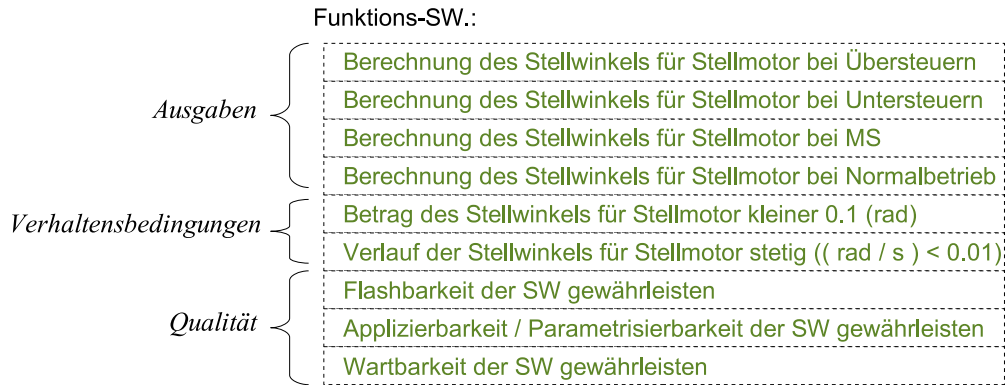 Funktions-SW.:
Ausgaben
Berechnung des Stellwinkels für Stellmotor bei Übersteuern
Berechnung des Stellwinkels für Stellmotor bei Untersteuern
Berechnung des Stellwinkels für Stellmotor bei MS
Berechnung des Stellwinkels für Stellmotor bei Normalbetrieb
Verhaltensbedingungen
Betrag des Stellwinkels für Stellmotor kleiner 0.1 (rad)
Verlauf der Stellwinkels für Stellmotor stetig (( rad / s ) < 0.01)
Qualität
Flashbarkeit der SW gewährleisten
Applizierbarkeit / Parametrisierbarkeit der SW gewährleisten
Wartbarkeit der SW gewährleisten